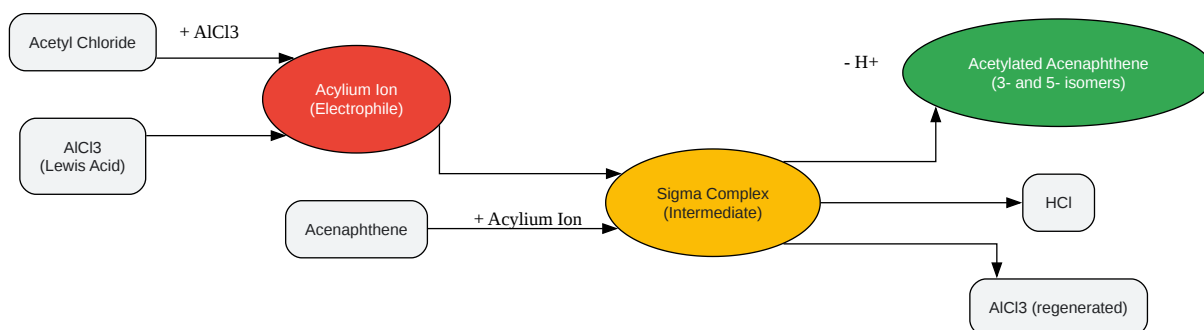 Acetyl Chloride
+ AlCl3
AlCl3
(Lewis Acid)
Acylium Ion
(Electrophile)
Acenaphthene
+ Acylium Ion
Sigma Complex
(Intermediate)
- H+
Acetylated Acenaphthene
(3- and 5- isomers)
HCl
AlCl3 (regenerated)